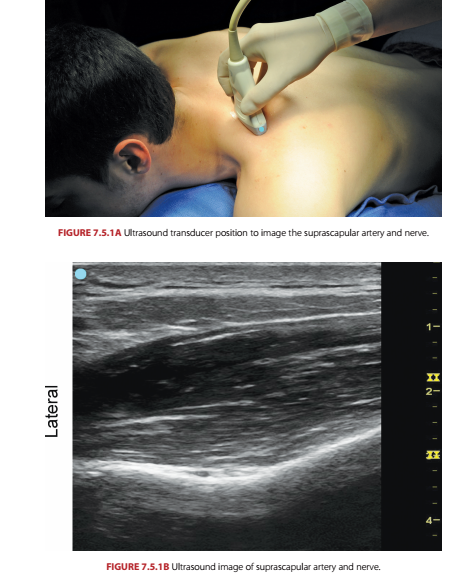 FIGURE 7.5.1A Ultrasound transducer position to image the suprascapular artery and nerve.
Lateral
1
2
4
FIGURE 7.5.1B Ultrasound image of suprascapular artery and nerve.